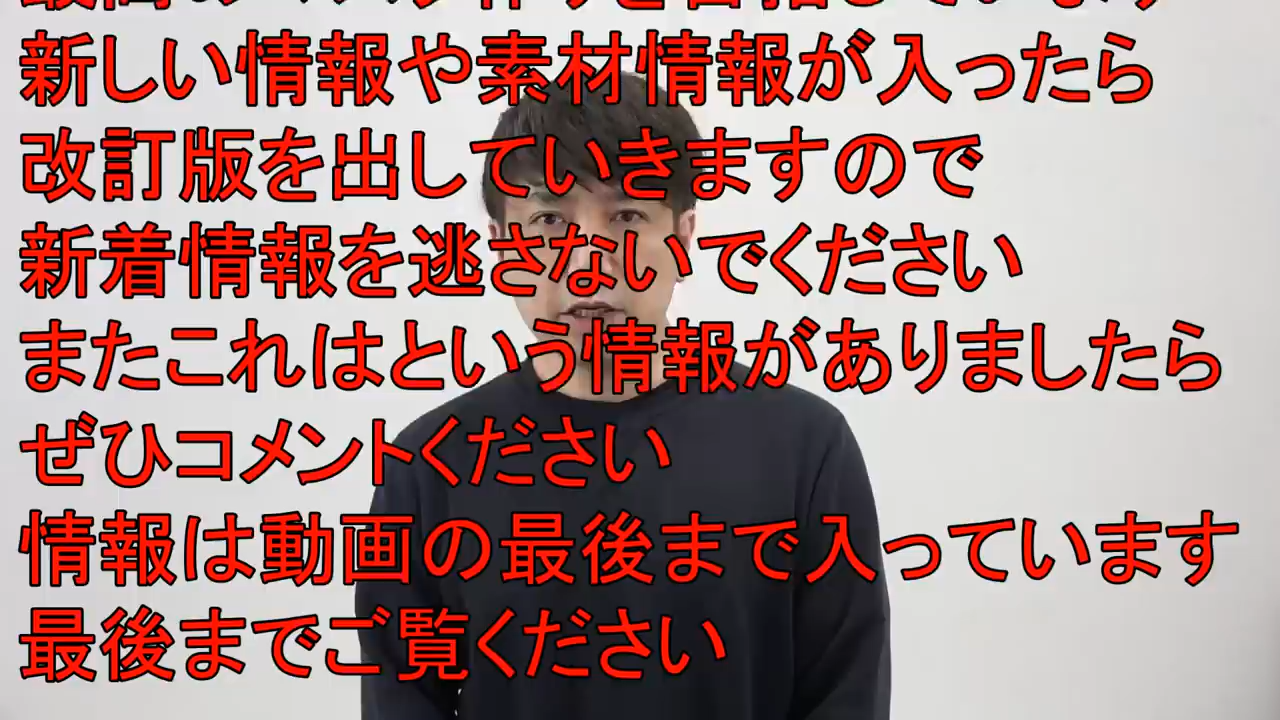 新しい情報や素材情報が入ったら
改訂版を出していきますので
新着情報を逃さないでください
またこれはという情報がありましたら
ぜひコメントください
情報は動画の最後まで入っています
最後までご覧ください